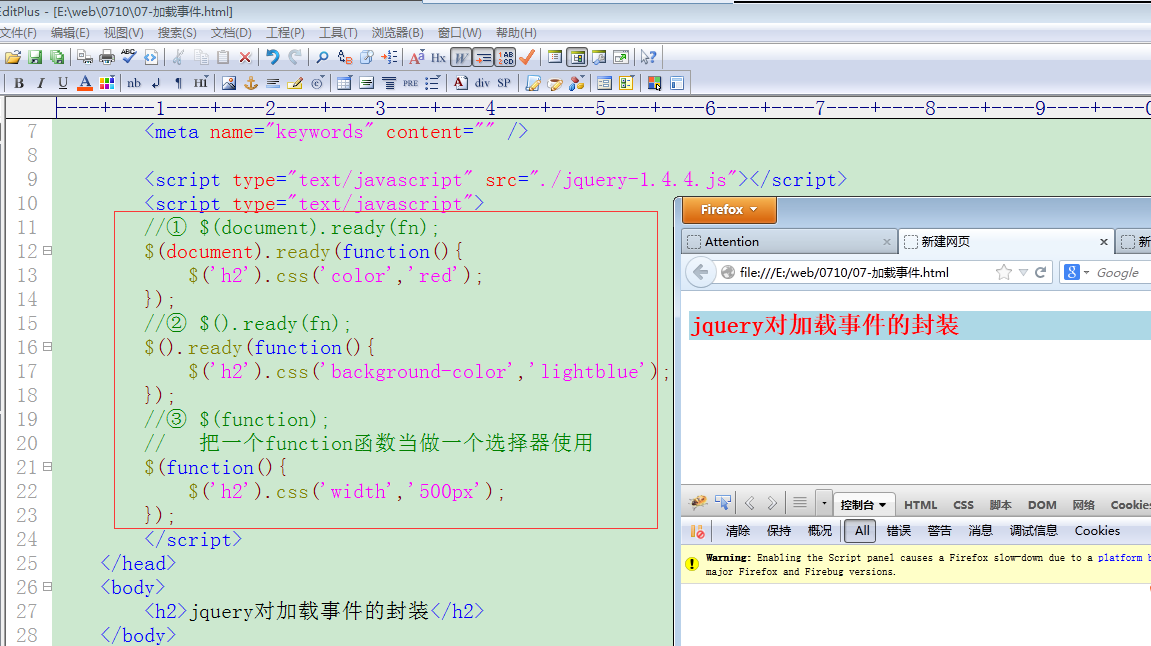 EditPlus - [E:\web\0710\07-加载事件.html]
文件(F) 编辑(E) 视图(V) 搜索(S) 文档(D) 工程(P) 工具(T) 浏览器(B) 窗口(W) 帮助(H)
B I U A nb ¶ HI PRE A div SP
----+----1----+----2----+----3----+----4----+----5----+----6----+----7----+----8----+----9----+----0
7 <meta name="keywords" content="" />
8
9 <script type="text/javascript" src="./jquery-1.4.4.js"></script>
10 <script type="text/javascript">
11 //① $(document).ready(fn);
12 $(document).ready(function(){
13 $('h2').css('color','red');
14 });
15 //② $().ready(fn);
16 $().ready(function(){
17 $('h2').css('background-color','lightblue');
18 });
19 //③ $(function);
20 // 把一个function函数当做一个选择器使用
21 $(function(){
22 $('h2').css('width','500px');
23 });
24 </script>
25 </head>
26 <body>
27 <h2>jquery对加载事件的封装</h2>
28 </body>
Firefox
Attention 新建网页 新
file:///E:/web/0710/07-加载事件.html Google
jquery对加载事件的封装
控制台 HTML CSS 脚本 DOM 网络 Cookies
清除 保持 概况 All 错误 警告 消息 调试信息 Cookies
Warning: Enabling the Script panel causes a Firefox slow-down due to a platform b
major Firefox and Firebug versions.